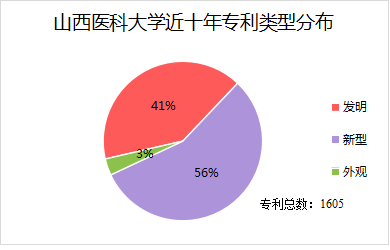 山西医科大学近十年专利类型分布
41%
发明
新型
3%
外观
56%
专利总数：1605